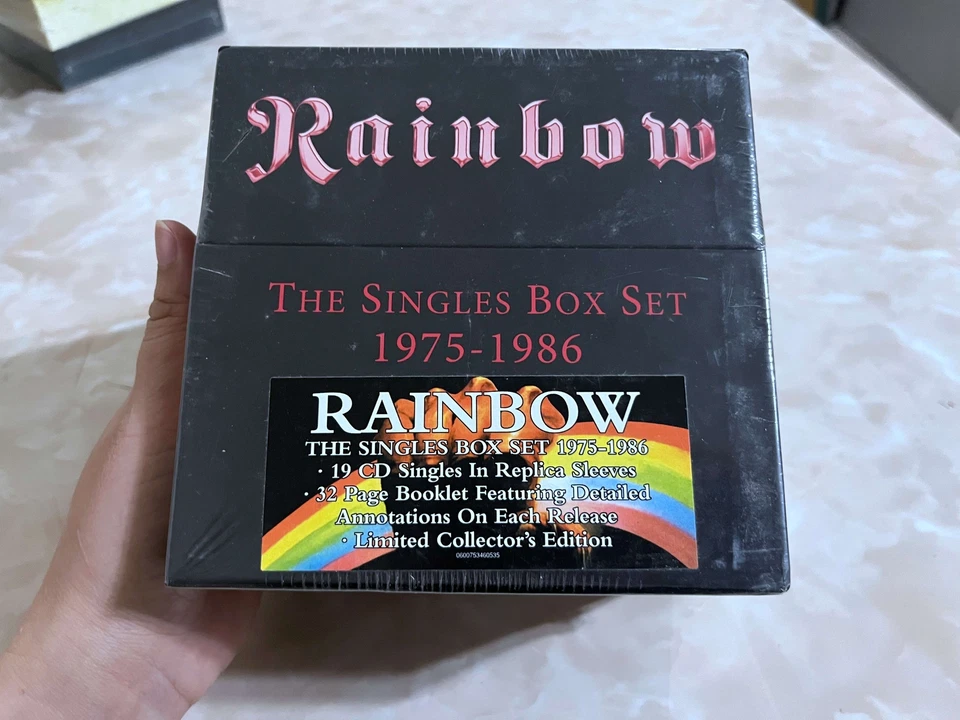 Rainbow
THE SINGLES BOX SET
1975-1986
RAINBOW
THE SINGLES BOX SET 1975-1986
· 19 CD Singles In Replica Sleeves
· 32 Page Booklet Featuring Detailed
Annotations On Each Release
· Limited Collector's Edition
0600753460535